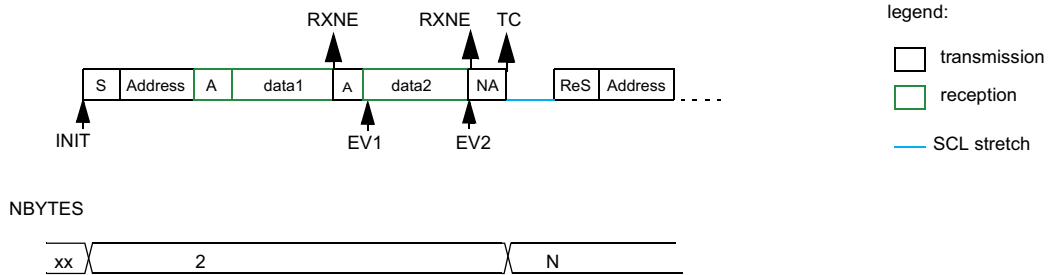 legend:
RXNE RXNE TC
transmission
S Address A data1 A data2 NA ReS Address
reception
INIT EV1 EV2
SCL stretch
NBYTES
xx 2 N